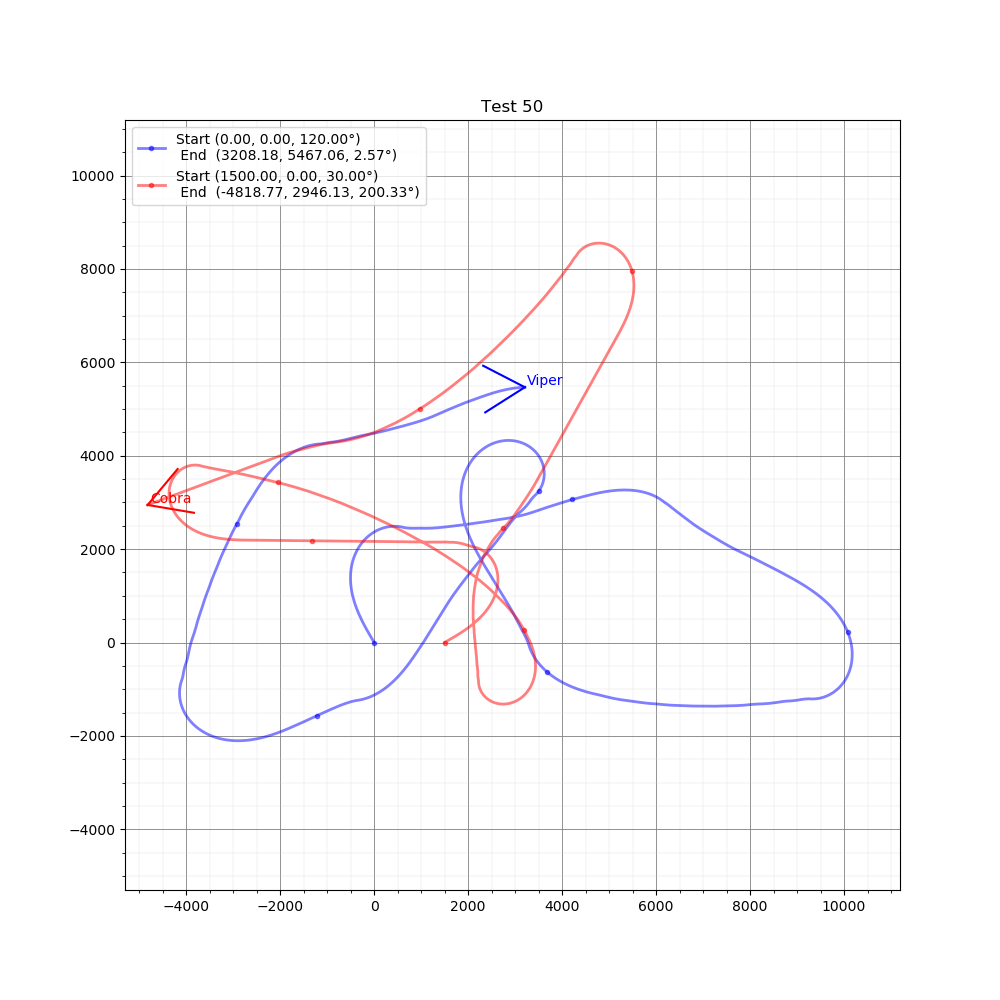 Test 50
Start (0.00, 0.00, 120.00°)
End (3208.18, 5467.06, 2.57°)
Start (1500.00, 0.00, 30.00°)
End (-4818.77, 2946.13, 200.33°)
10000
8000
6000
4000
2000
0
−2000
−4000
Viper
Cobra
−4000 −2000 0 2000 4000 6000 8000 10000